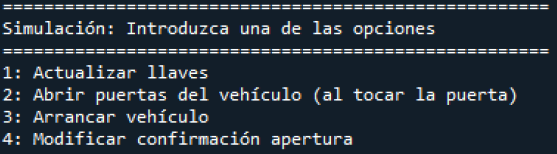 =====================================================
Simulación: Introduzca una de las opciones
=====================================================
1: Actualizar llaves
2: Abrir puertas del vehículo (al tocar la puerta)
3: Arrancar vehículo
4: Modificar confirmación apertura